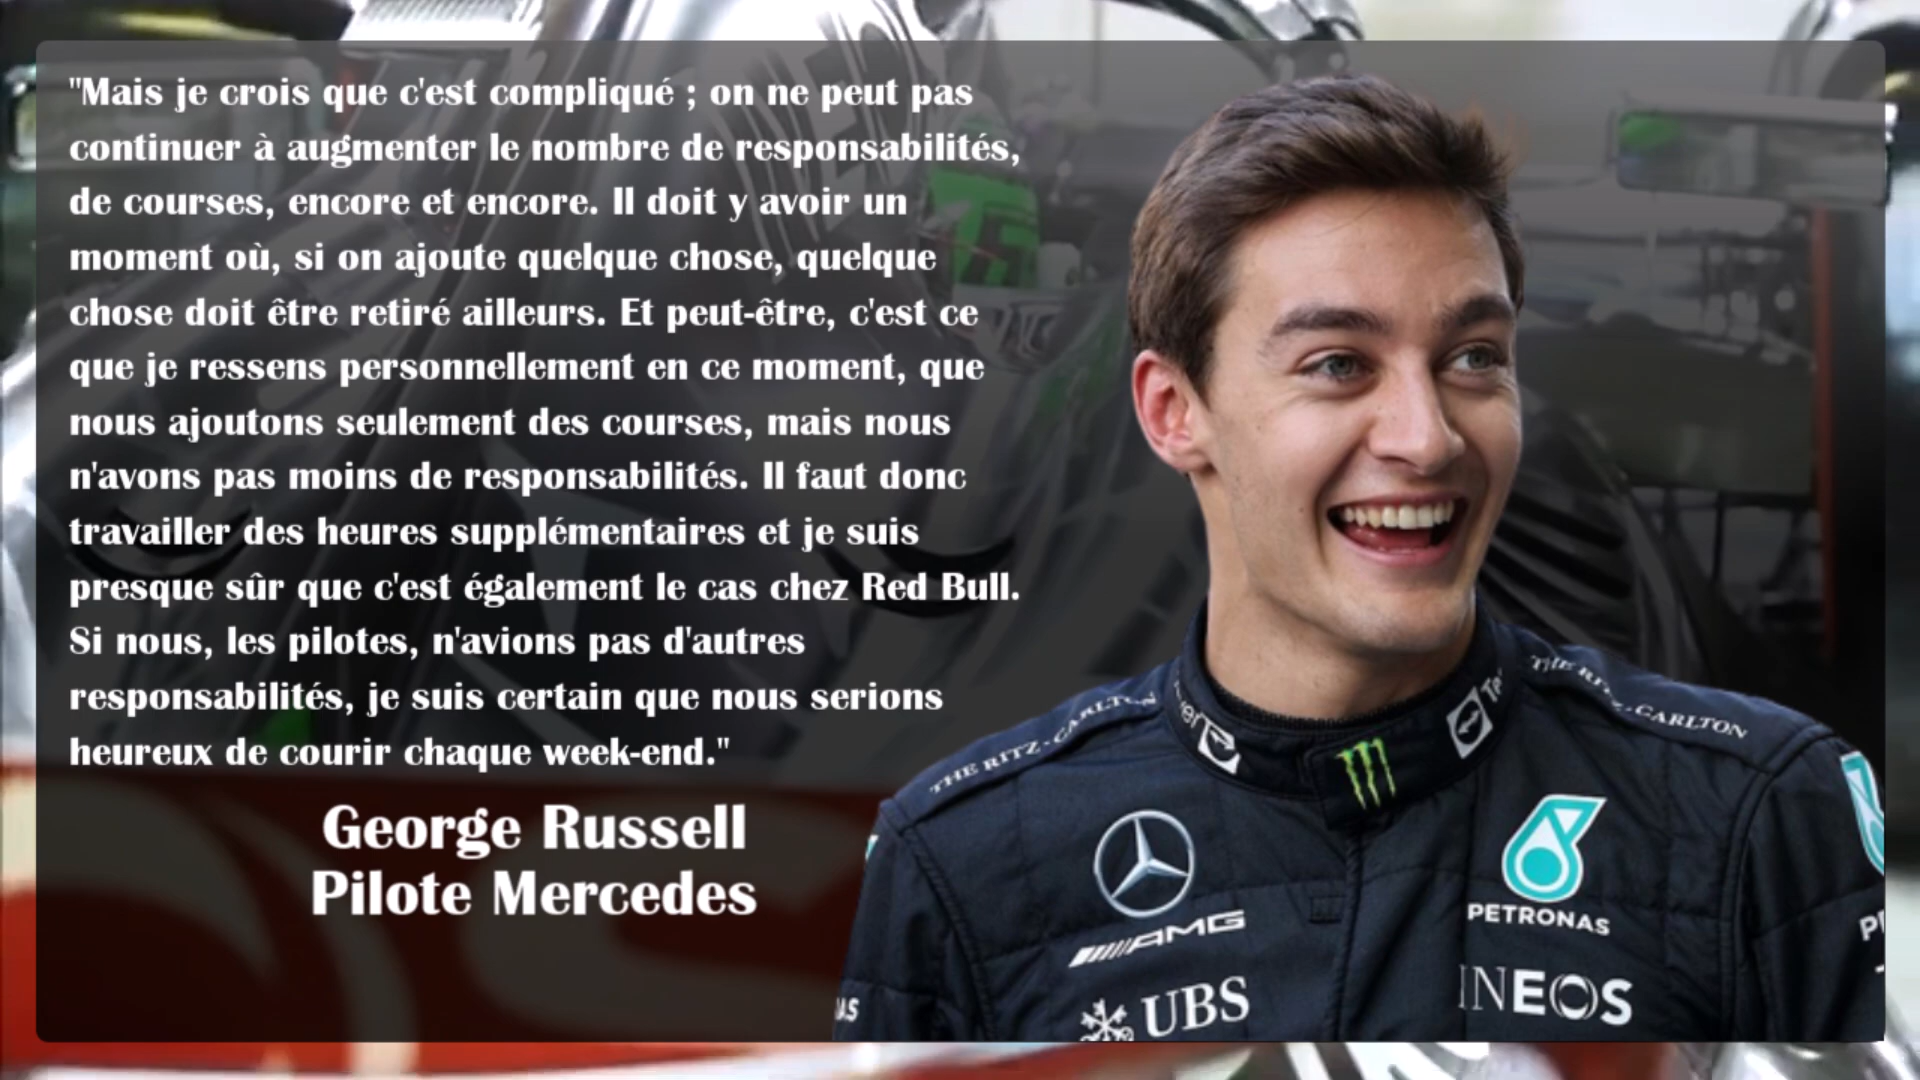 "Mais je crois que c'est compliqué ; on ne peut pas
continuer à augmenter le nombre de responsabilités,
de courses, encore et encore. Il doit y avoir un
moment où, si on ajoute quelque chose, quelque
chose doit être retiré ailleurs. Et peut-être, c'est ce
que je ressens personnellement en ce moment, que
nous ajoutons seulement des courses, mais nous
n'avons pas moins de responsabilités. Il faut donc
travailler des heures supplémentaires et je suis
presque sûr que c'est également le cas chez Red Bull.
Si nous, les pilotes, n'avions pas d'autres
responsabilités, je suis certain que nous serions
heureux de courir chaque week-end."
George Russell
Pilote Mercedes
THE RITZ-CARLTON
THE RITZ-CARLTON
AMG
PETRONAS
UBS
INEOS